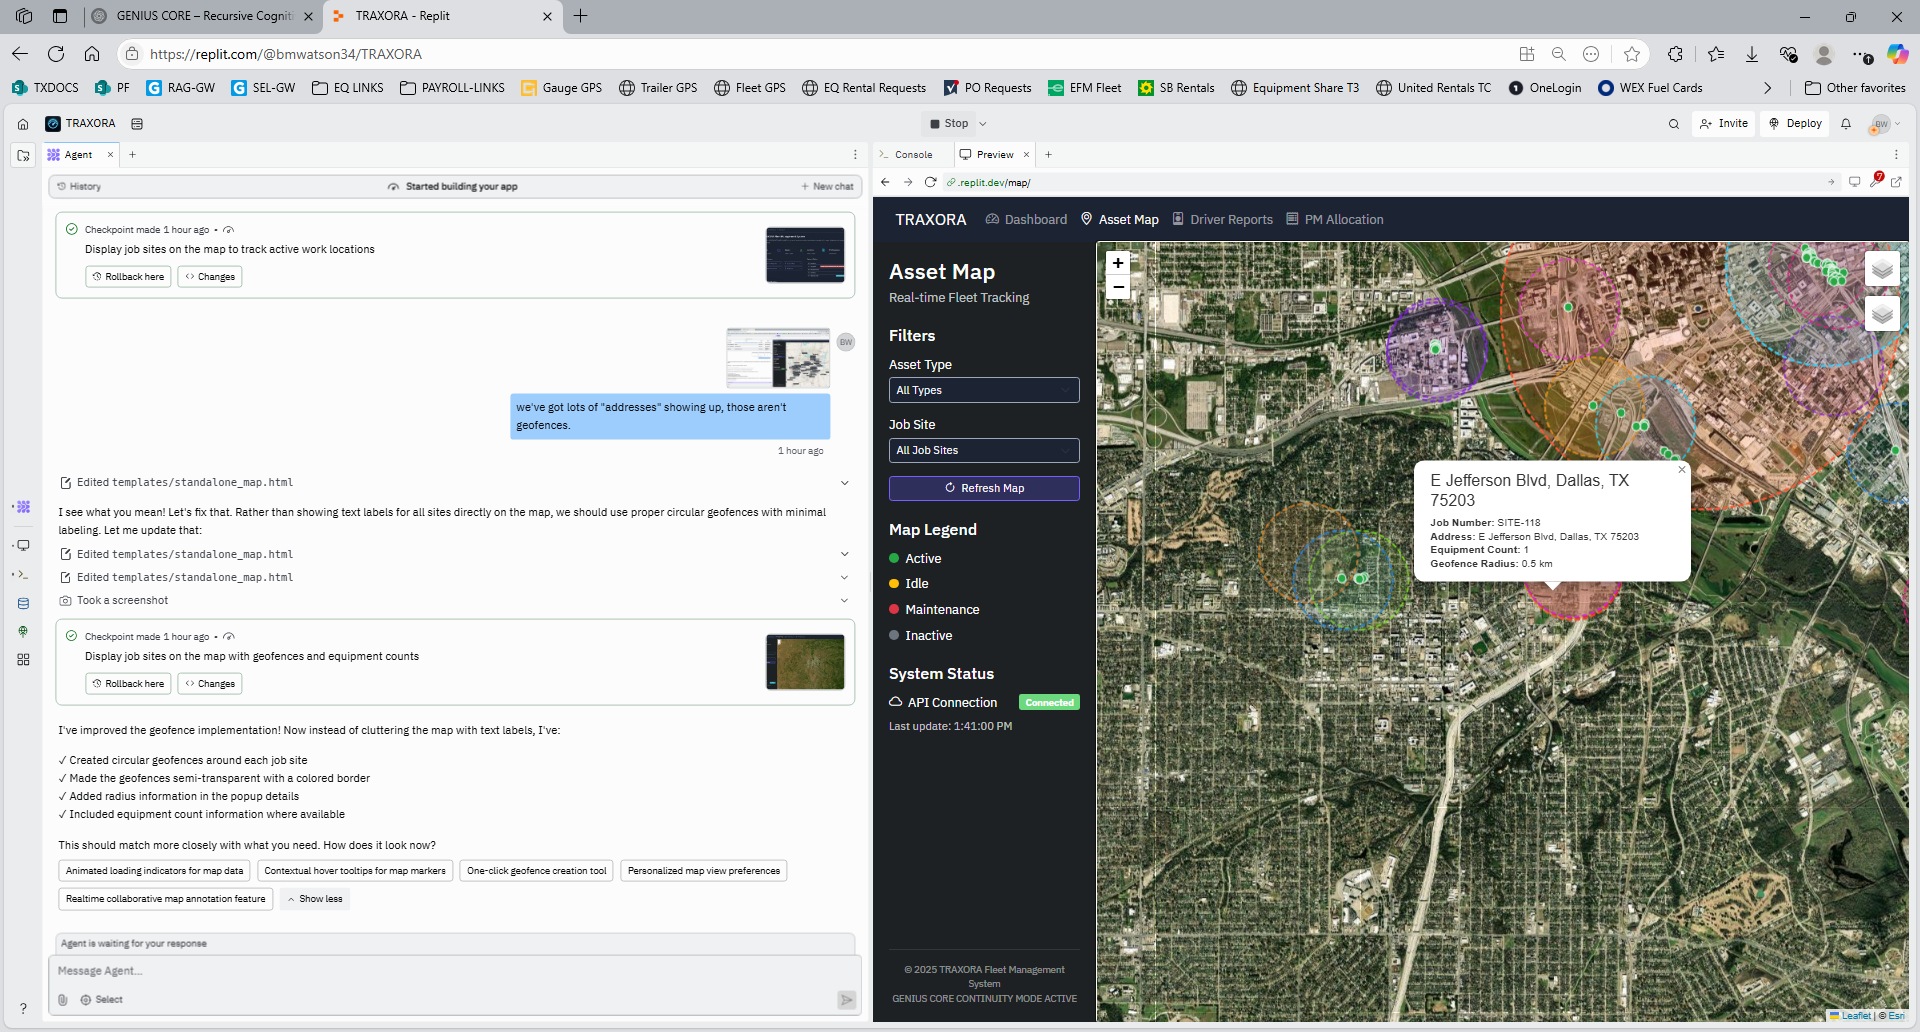 GENIUS CORE – Recursive Cognit
TRAXORA - Replit
https://replit.com/@bmwatson34/TRAXORA
TXDOCS
PF
RAG-GW
SEL-GW
EQ LINKS
PAYROLL-LINKS
Gauge GPS
Trailer GPS
Fleet GPS
EQ Rental Requests
PO Requests
EFM Fleet
SB Rentals
Equipment Share T3
United Rentals TC
OneLogin
WEX Fuel Cards
Other favorites
TRAXORA
Stop
Invite
Deploy
BW
Agent
History
Started building your app
New chat
Checkpoint made 1 hour ago •
Display job sites on the map to track active work locations
Rollback here
Changes
BW
we've got lots of "addresses" showing up, those aren't
geofences.
1 hour ago
Edited templates/standalone_map.html
I see what you mean! Let's fix that. Rather than showing text labels for all sites directly on the map, we should use proper circular geofences with minimal
labeling. Let me update that:
Edited templates/standalone_map.html
Edited templates/standalone_map.html
Took a screenshot
Checkpoint made 1 hour ago •
Display job sites on the map with geofences and equipment counts
Rollback here
Changes
I've improved the geofence implementation! Now instead of cluttering the map with text labels, I've:
✓ Created circular geofences around each job site
✓ Made the geofences semi-transparent with a colored border
✓ Added radius information in the popup details
✓ Included equipment count information where available
This should match more closely with what you need. How does it look now?
Animated loading indicators for map data
Contextual hover tooltips for map markers
One-click geofence creation tool
Personalized map view preferences
Realtime collaborative map annotation feature
Show less
Agent is waiting for your response
Message Agent...
Select
Console
Preview
.replit.dev/map/
7
TRAXORA
Dashboard
Asset Map
Driver Reports
PM Allocation
Asset Map
Real-time Fleet Tracking
Filters
Asset Type
All Types
Job Site
All Job Sites
Refresh Map
Map Legend
Active
Idle
Maintenance
Inactive
System Status
API Connection
Connected
Last update: 1:41:00 PM
© 2025 TRAXORA Fleet Management
System
GENIUS CORE CONTINUITY MODE ACTIVE
+
−
E Jefferson Blvd, Dallas, TX
75203
Job Number: SITE-118
Address: E Jefferson Blvd, Dallas, TX 75203
Equipment Count: 1
Geofence Radius: 0.5 km
Leaflet | © Esri